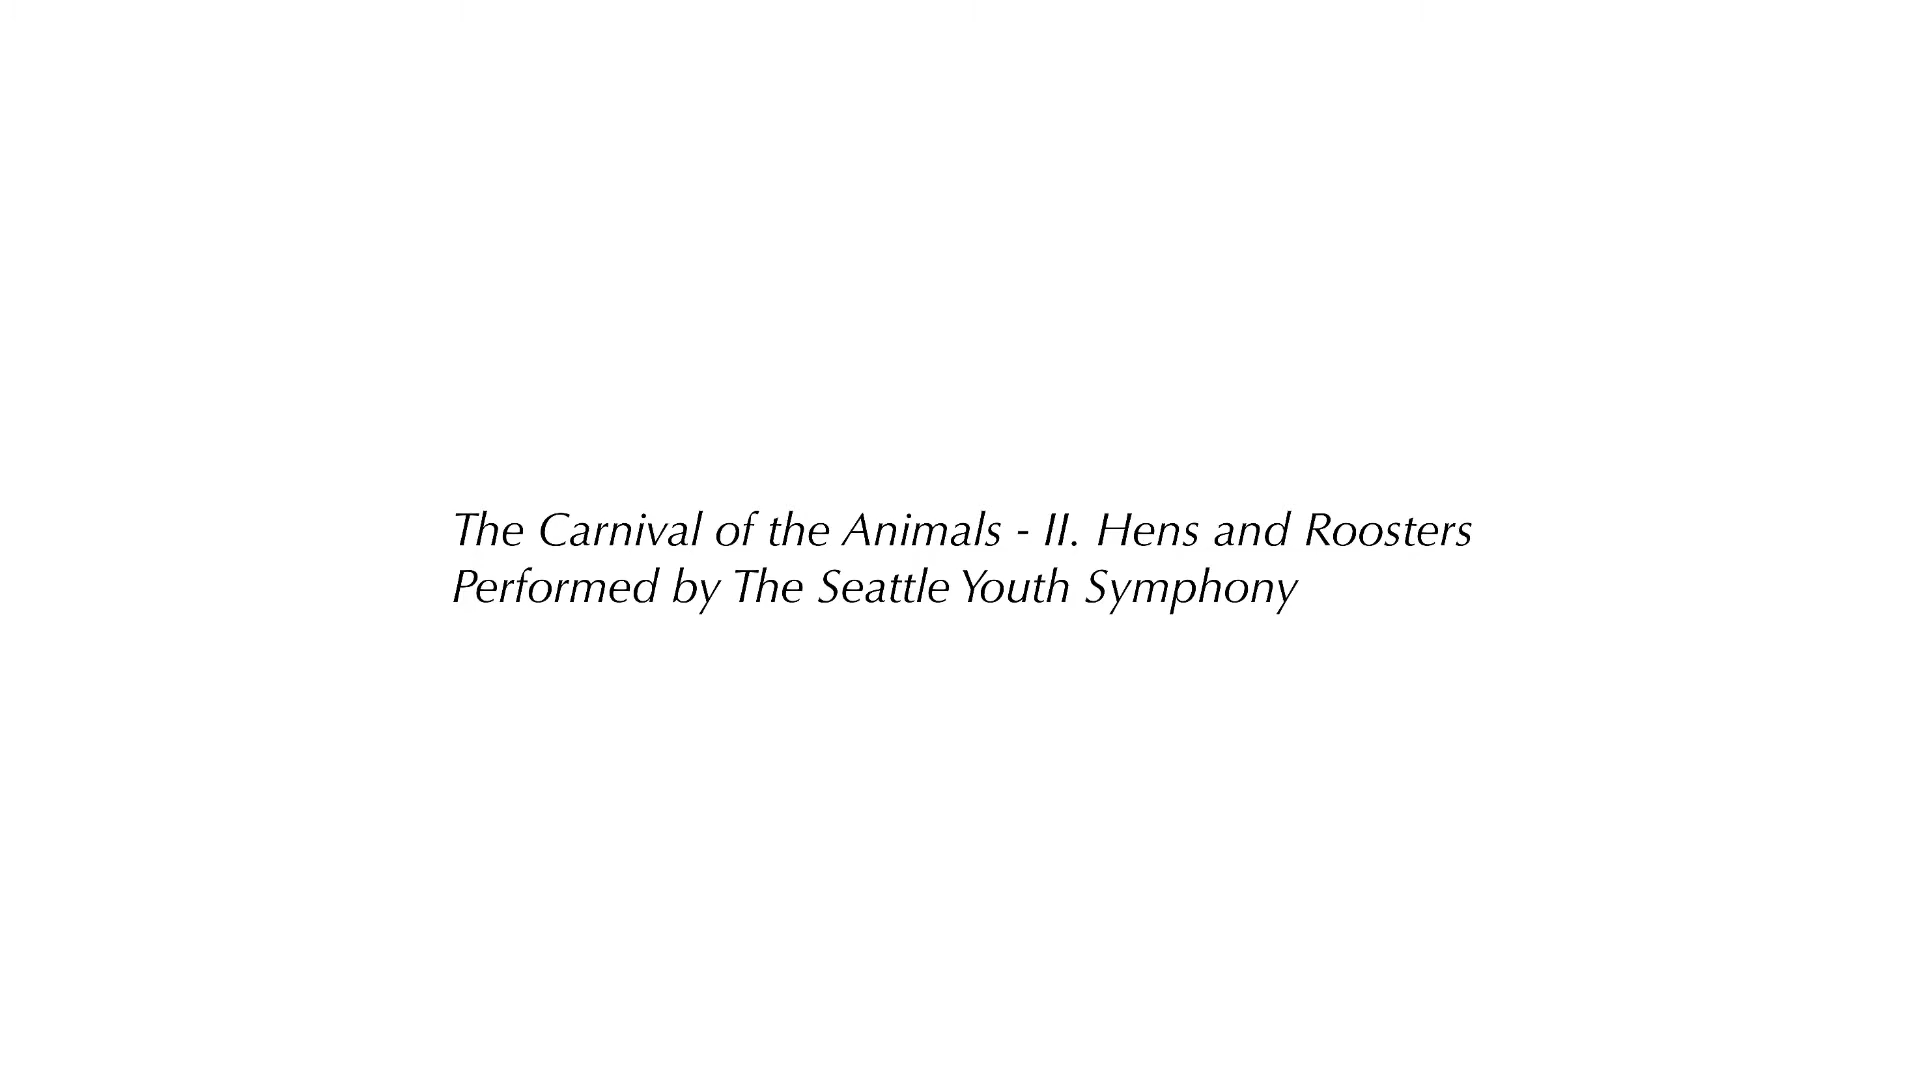 The Carnival of the Animals - II. Hens and Roosters
Performed by The Seattle Youth Symphony